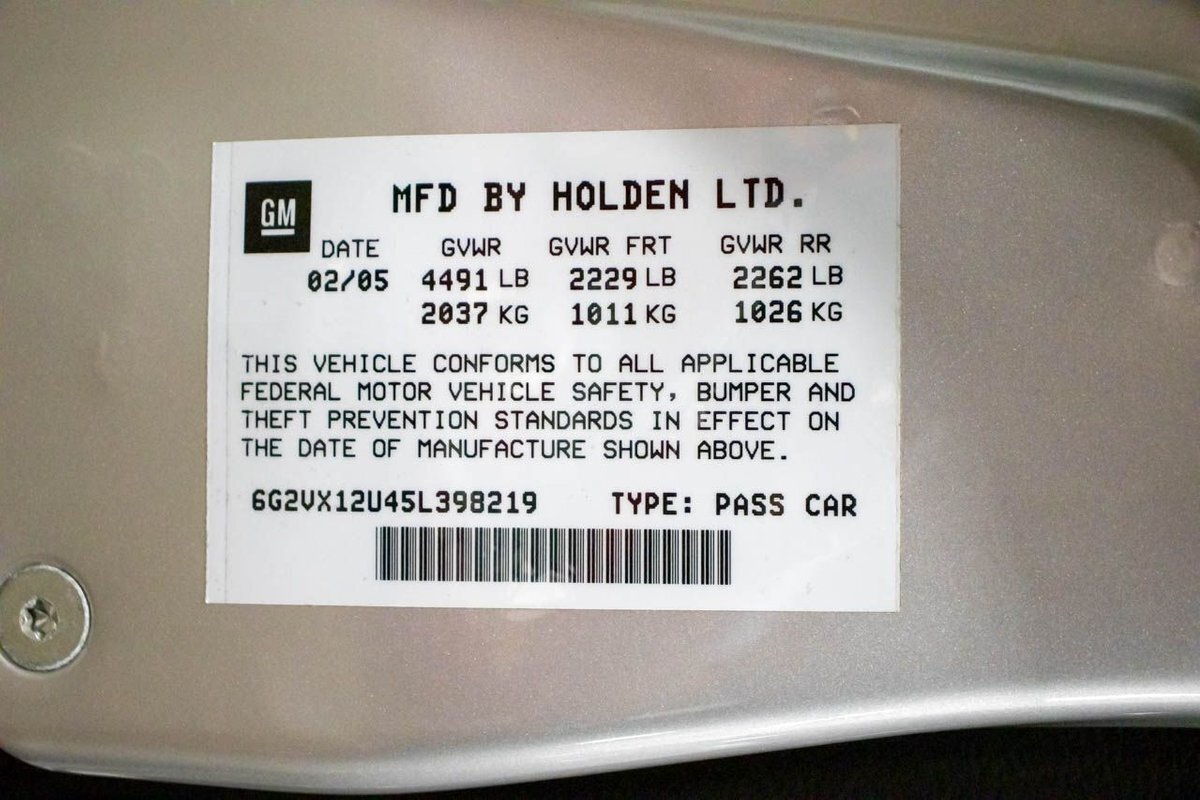 GM
MFD BY HOLDEN LTD.
DATE GVWR GVWR FRT GVWR RR
02/05 4491 LB 2229 LB 2262 LB
2037 KG 1011 KG 1026 KG
THIS VEHICLE CONFORMS TO ALL APPLICABLE
FEDERAL MOTOR VEHICLE SAFETY, BUMPER AND
THEFT PREVENTION STANDARDS IN EFFECT ON
THE DATE OF MANUFACTURE SHOWN ABOVE.
6G2VX12U45L398219 TYPE: PASS CAR